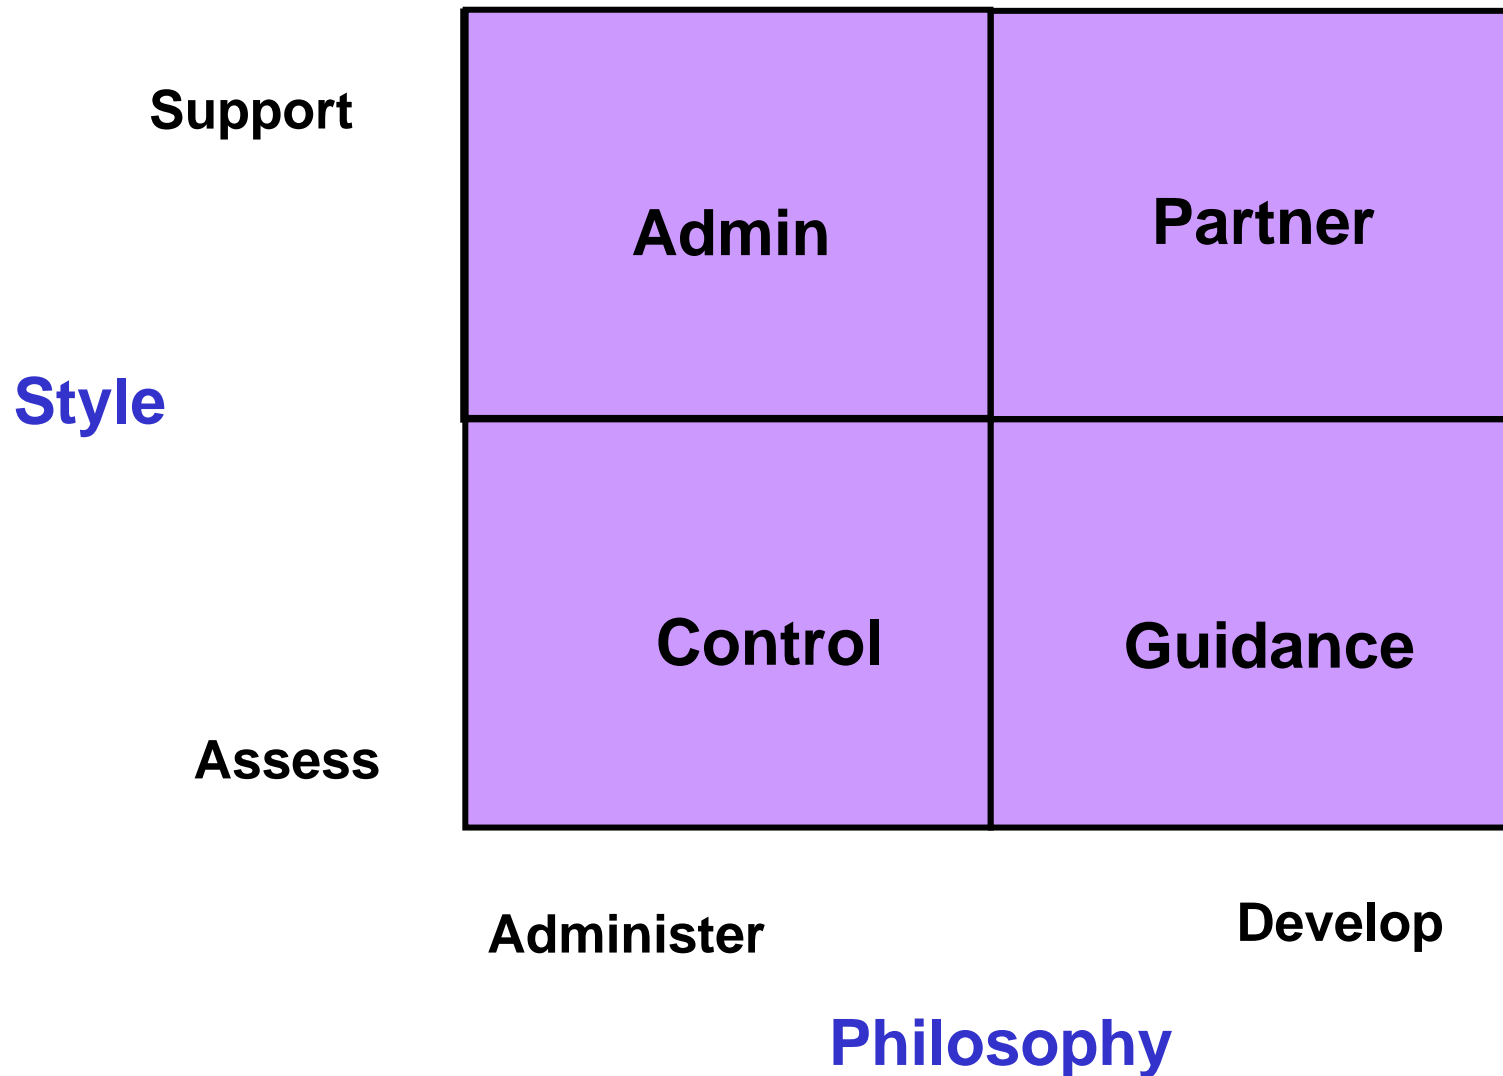 Support
Admin
Partner
Style
Control
Guidance
Assess
Administer
Develop
Philosophy